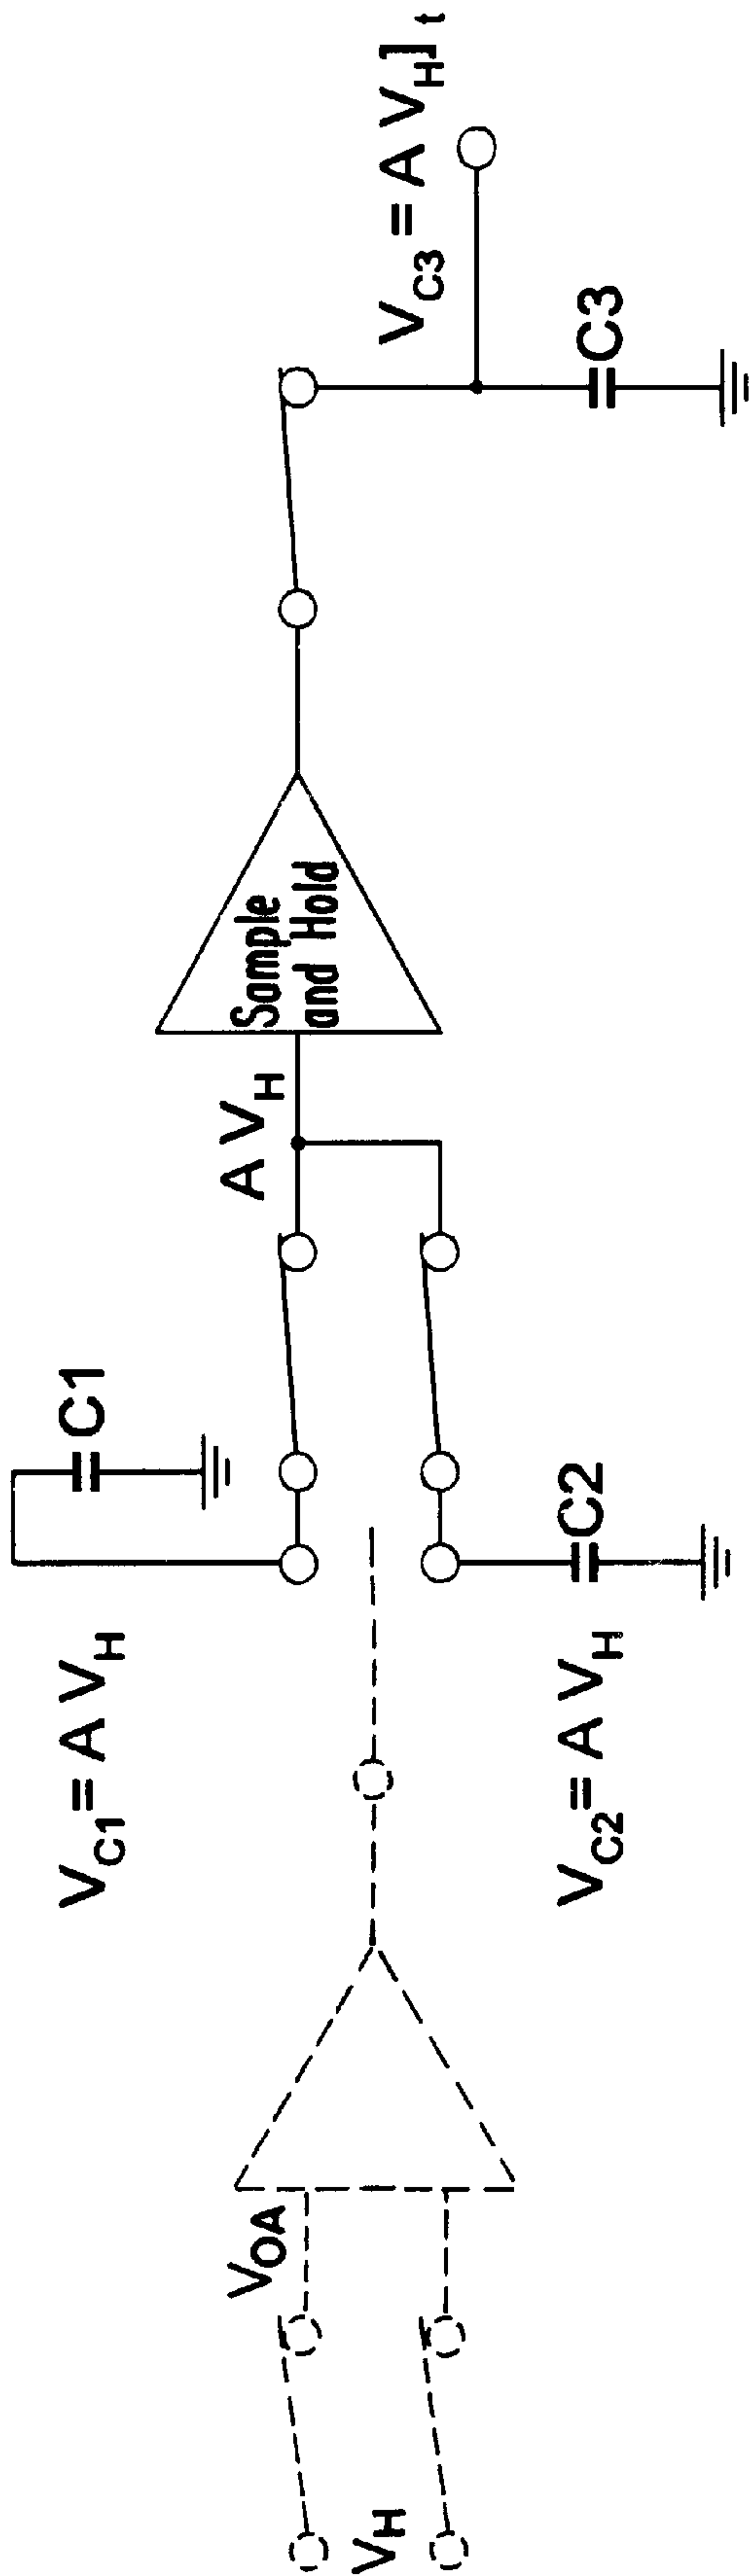 V_H
V_OA
V_C1 = A V_H
C1
V_C2 = A V_H
C2
A V_H
Sample
and Hold
V_C3 = A V_H] t
C3